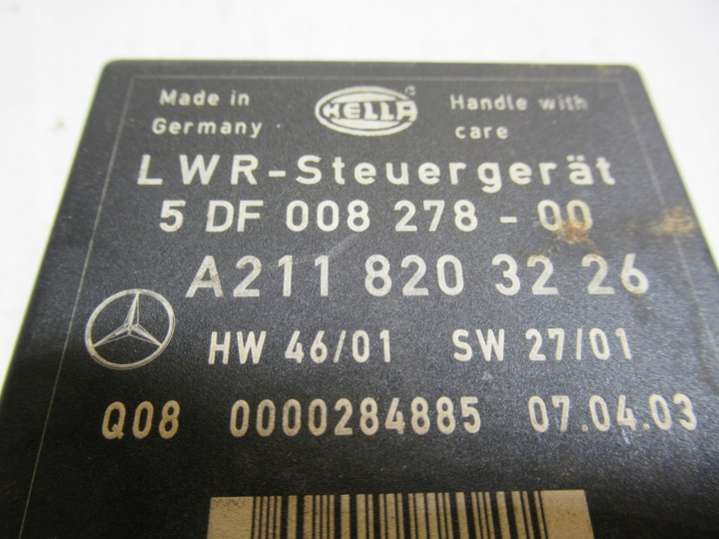 Made in HELLA Handle with
Germany care
LWR-Steuergerät
5 DF 008 278 - 00
A211 820 32 26
HW 46/01 SW 27/01
Q08 0000284885 07.04.03